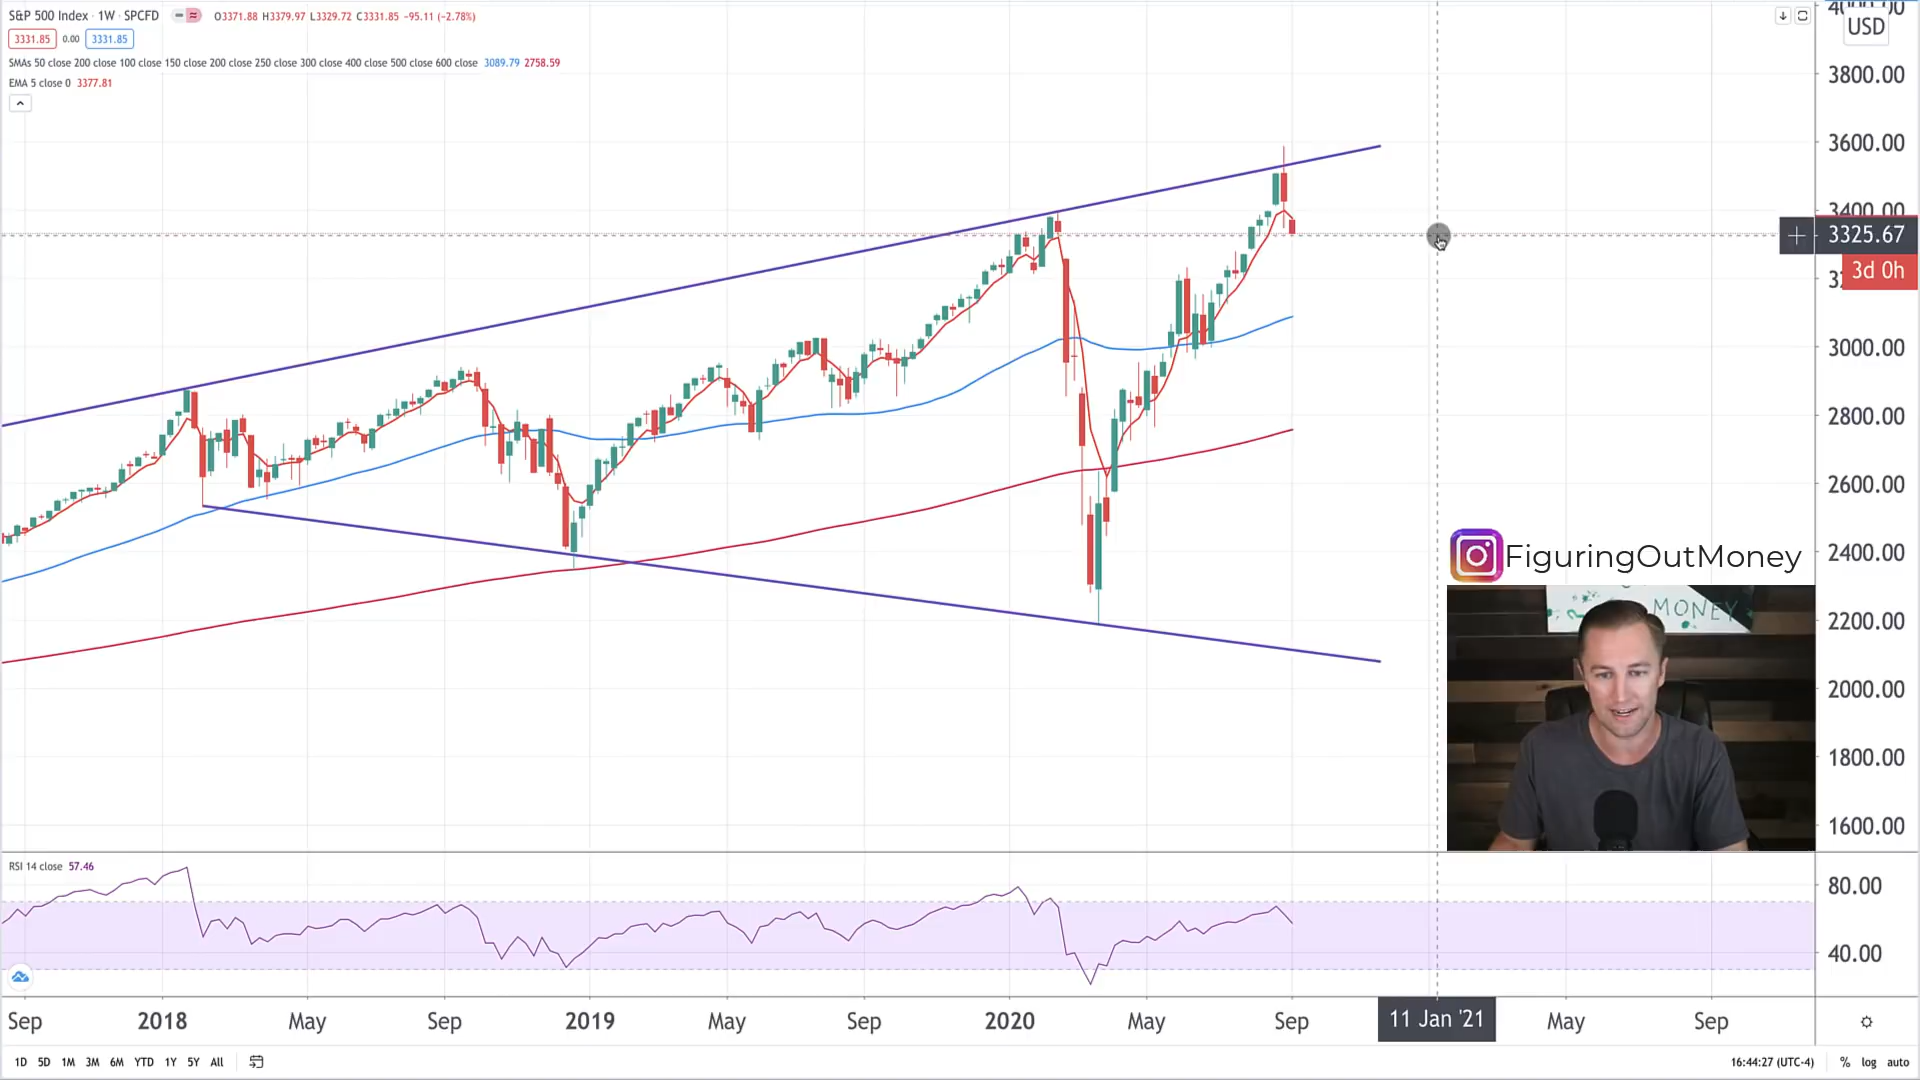 S&P 500 Index · 1W · SPCFD O3371.88 H3379.97 L3329.72 C3331.85 −95.11 (−2.78%)
3331.85 0.00 3331.85
SMAs 50 close 200 close 100 close 150 close 200 close 250 close 300 close 400 close 500 close 600 close 3089.79 2758.59
EMA 5 close 0 3377.81
USD
3800.00
3600.00
3400.00
3325.67
3d 0h
3000.00
2800.00
2600.00
2400.00
FiguringOutMoney
MONEY
2200.00
2000.00
1800.00
1600.00
RSI 14 close 57.46
80.00
40.00
Sep 2018 May Sep 2019 May Sep 2020 May Sep 11 Jan '21 May Sep
1D 5D 1M 3M 6M YTD 1Y 5Y All 16:44:27 (UTC-4) % log auto